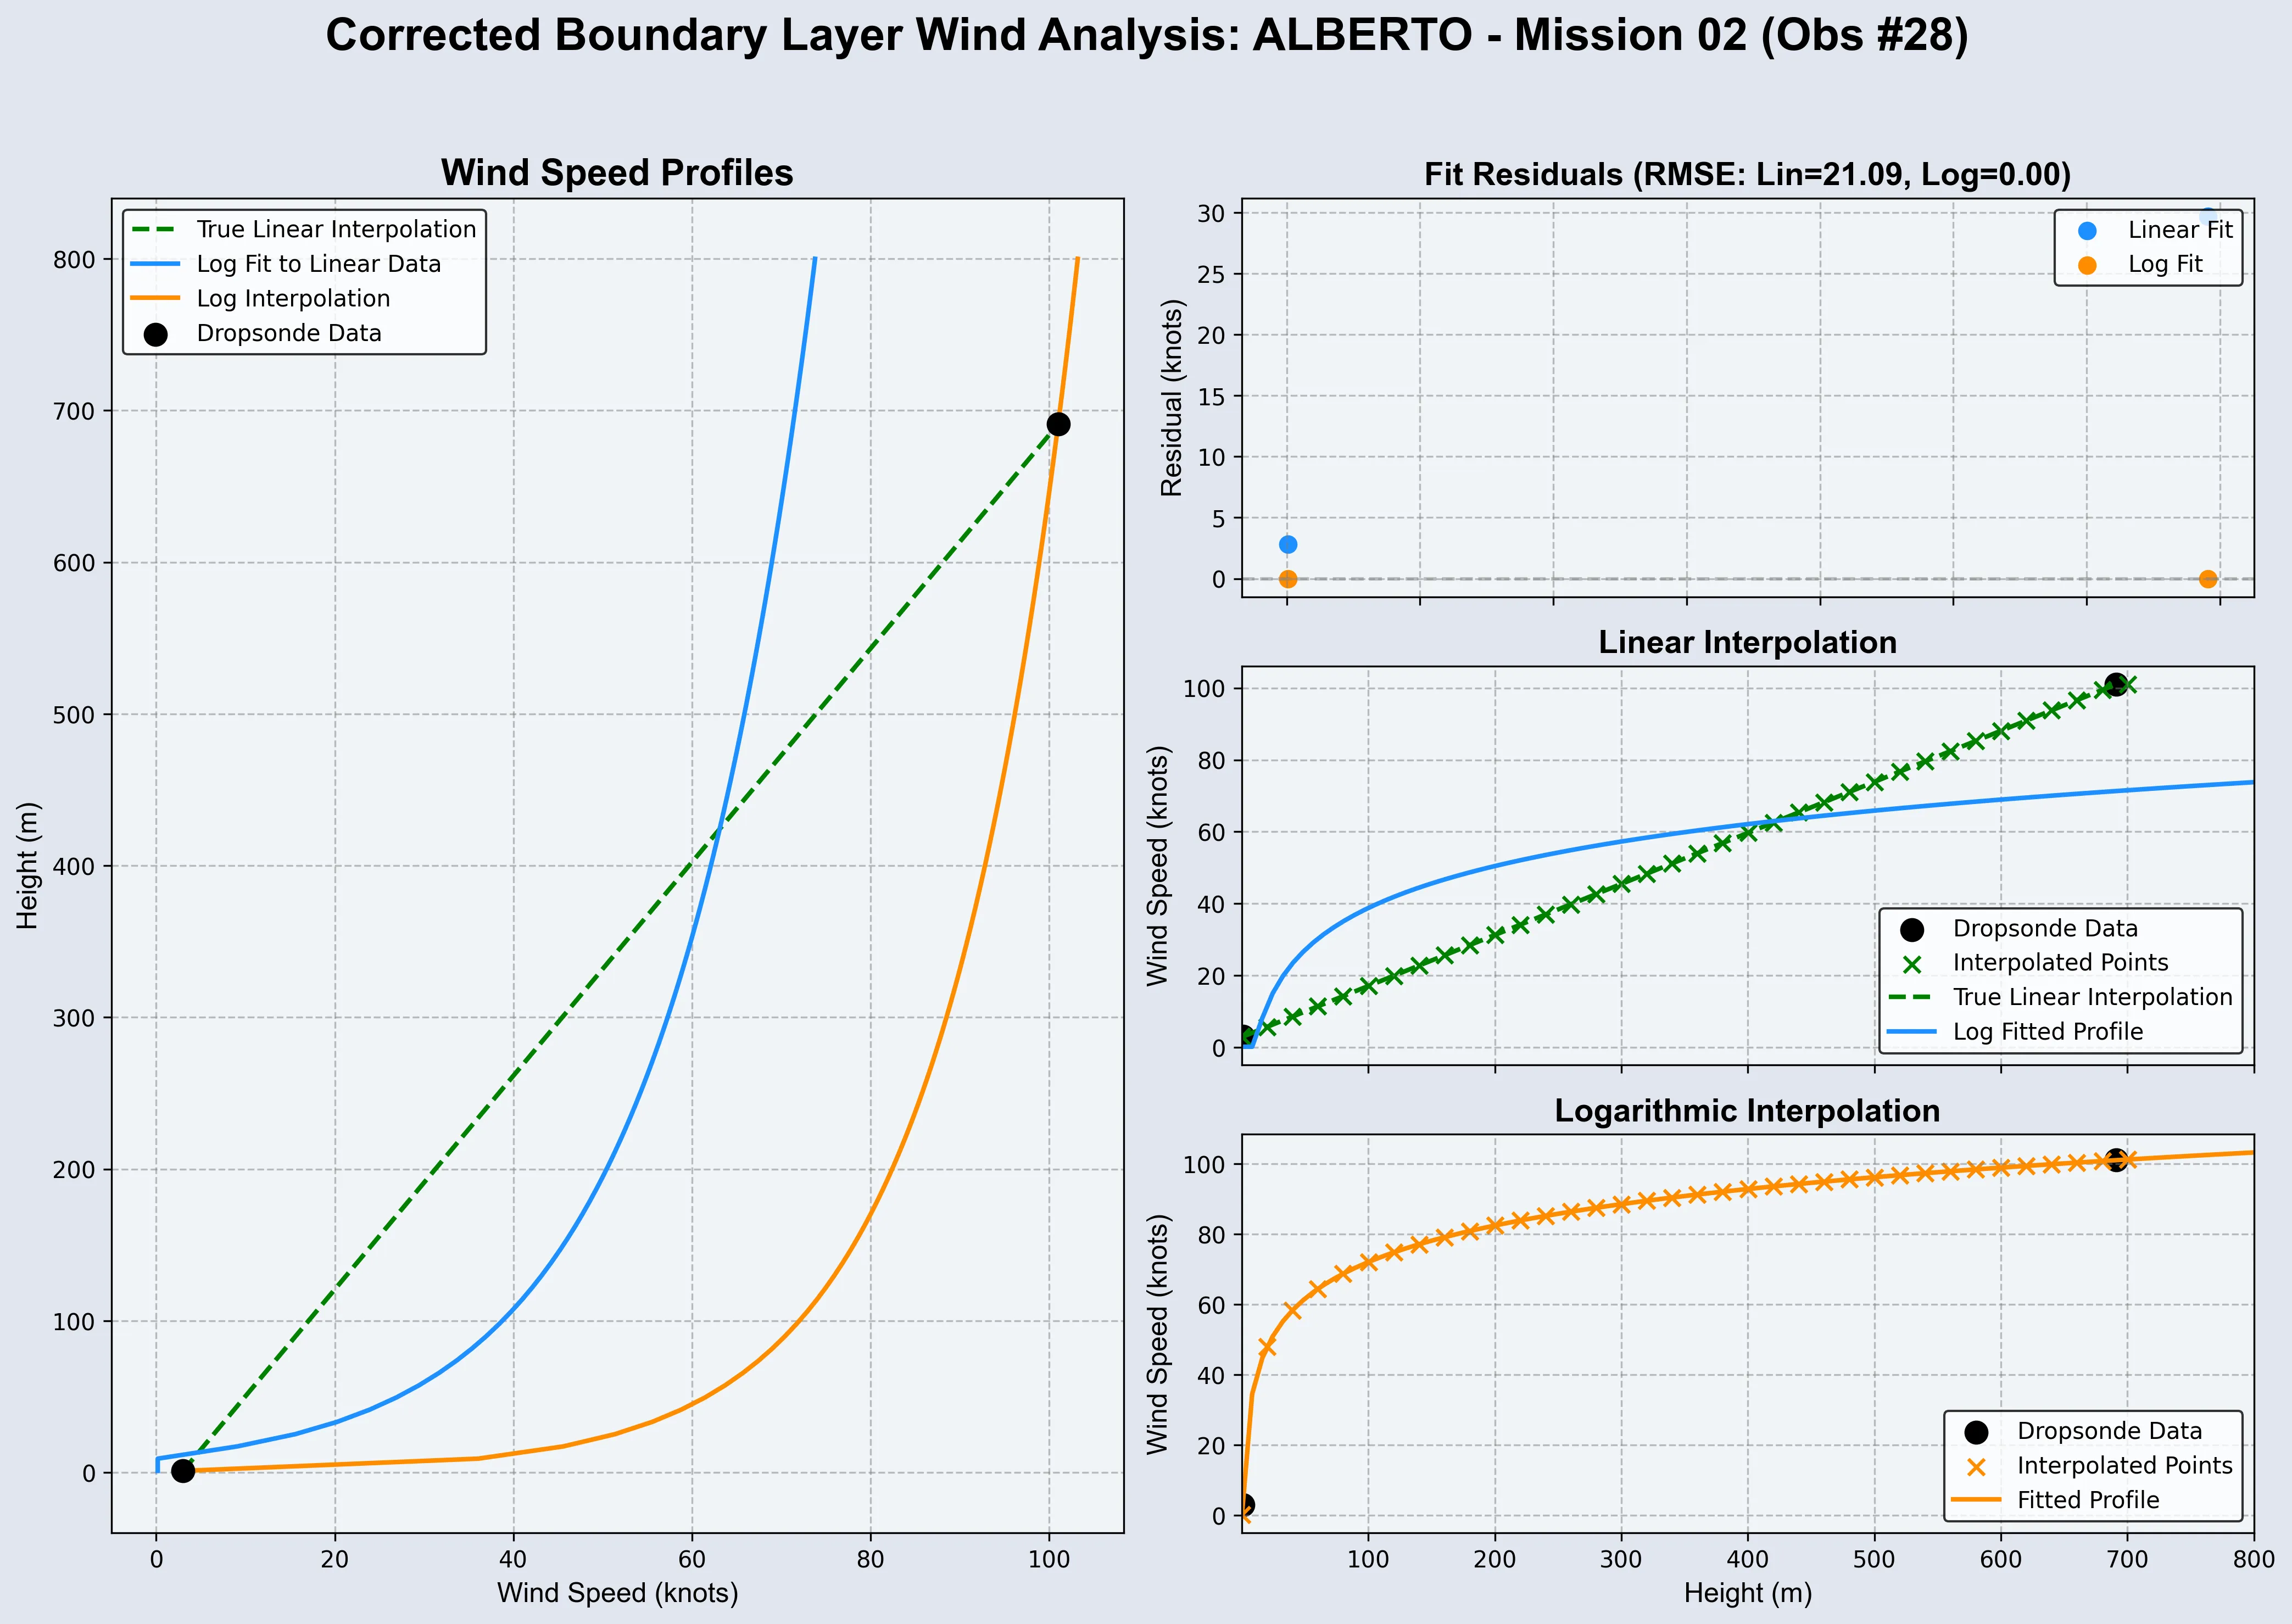 Corrected Boundary Layer Wind Analysis: ALBERTO - Mission 02 (Obs #28)
Wind Speed Profiles
True Linear Interpolation
Log Fit to Linear Data
Log Interpolation
Dropsonde Data
800
700
600
500
400
300
200
100
0
Height (m)
0 20 40 60 80 100
Wind Speed (knots)
Fit Residuals (RMSE: Lin=21.09, Log=0.00)
Linear Fit
Log Fit
30
25
20
15
10
5
0
Residual (knots)
Linear Interpolation
100
80
60
40
20
0
Wind Speed (knots)
Dropsonde Data
Interpolated Points
True Linear Interpolation
Log Fitted Profile
Logarithmic Interpolation
100
80
60
40
20
0
Wind Speed (knots)
Dropsonde Data
Interpolated Points
Fitted Profile
100 200 300 400 500 600 700 800
Height (m)